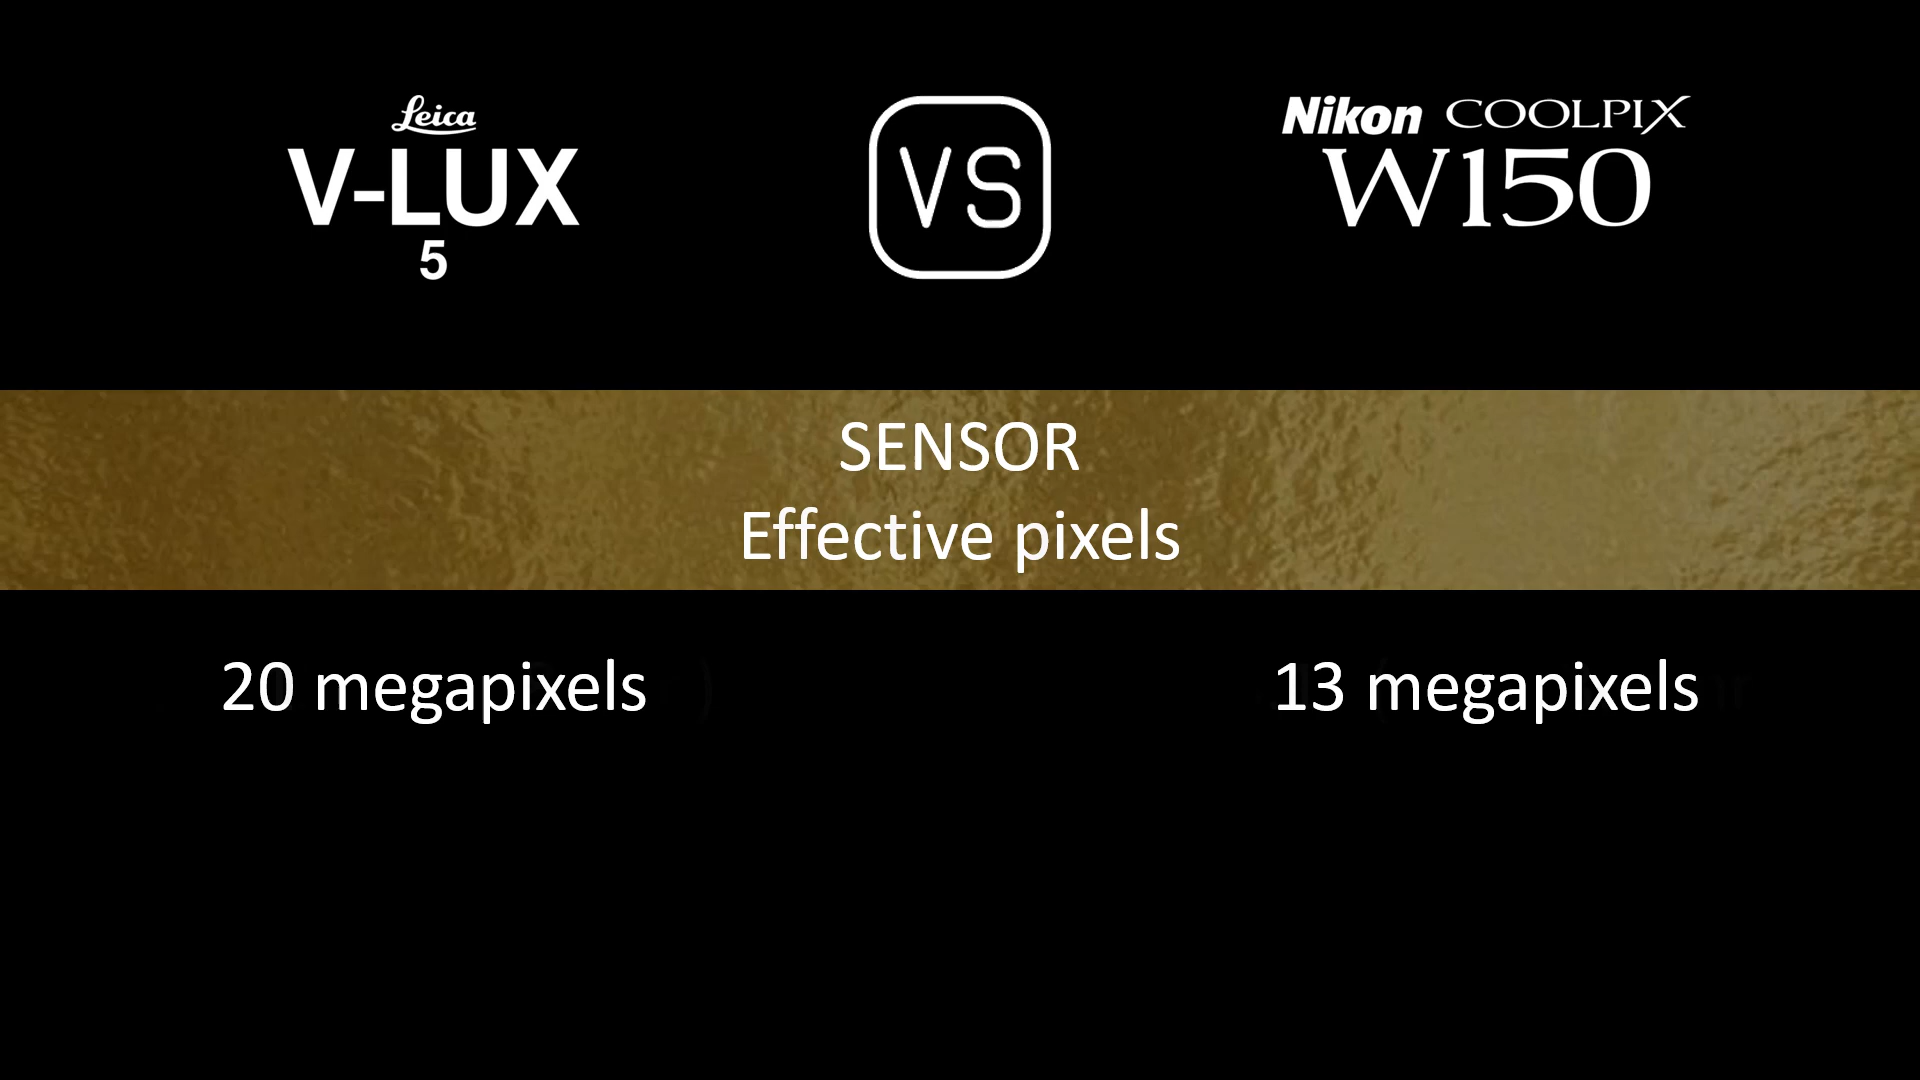 Leica
V-LUX
5
VS
Nikon COOLPIX
W150
SENSOR
Effective pixels
20 megapixels
13 megapixels